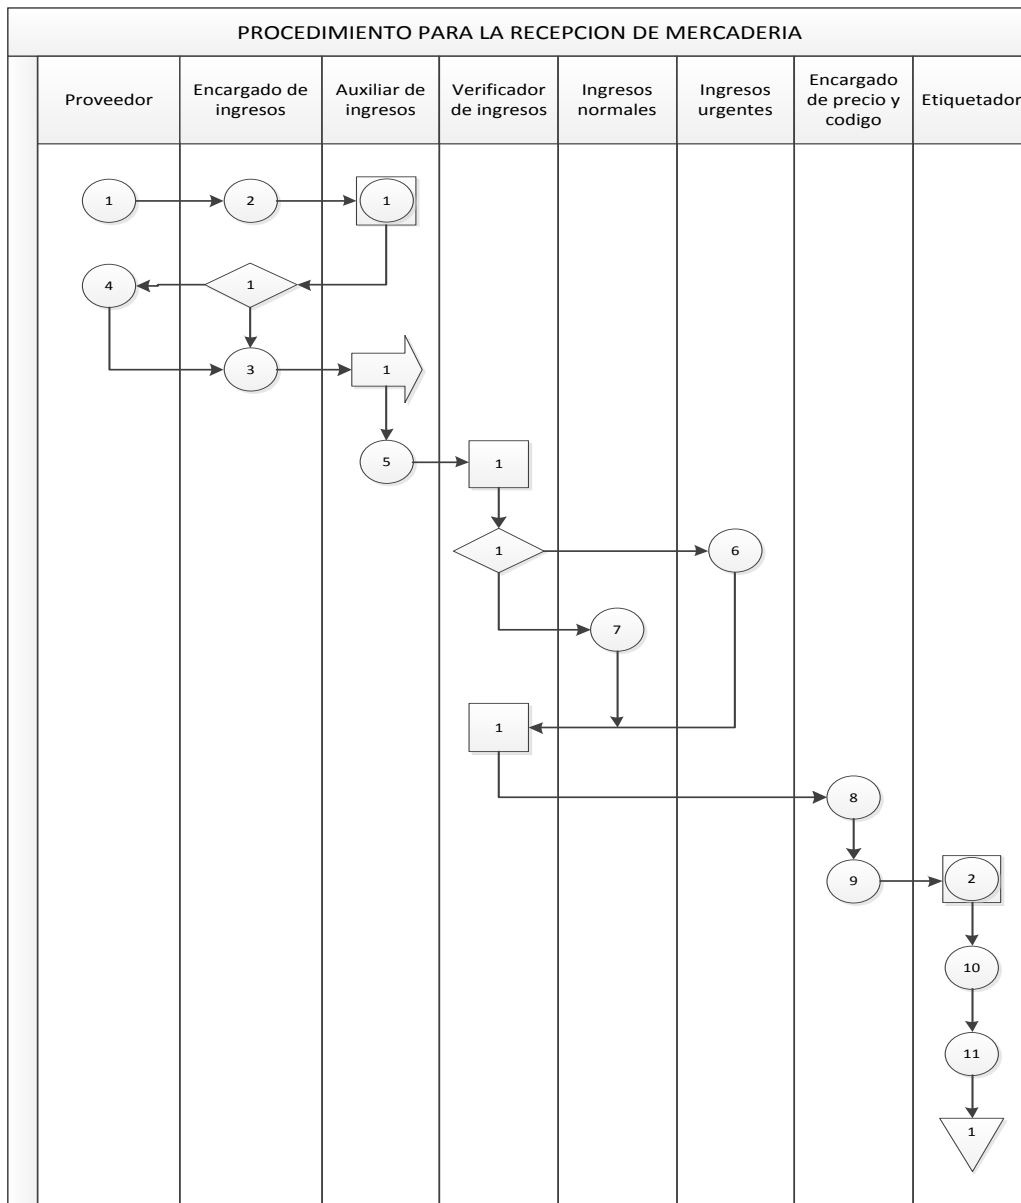 PROCEDIMIENTO PARA LA RECEPCION DE MERCADERIA
Proveedor
Encargado de
ingresos
Auxiliar de
ingresos
Verificador
de ingresos
Ingresos
normales
Ingresos
urgentes
Encargado
de precio y
codigo
Etiquetador
1
2
1
4
1
3
1
5
1
1
6
7
1
8
9
2
10
11
1